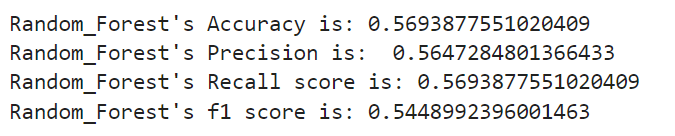 Random_Forest's Accuracy is: 0.5693877551020409
Random_Forest's Precision is:  0.5647284801366433
Random_Forest's Recall score is: 0.5693877551020409
Random_Forest's f1 score is: 0.5448992396001463